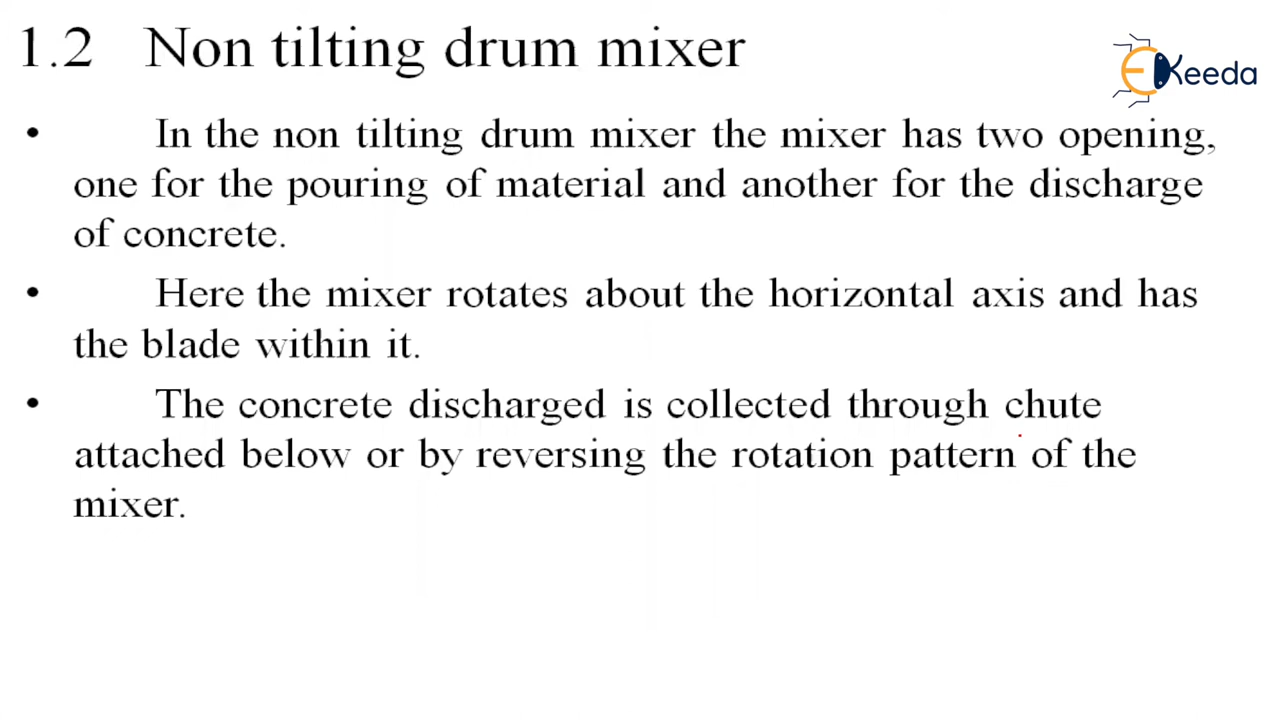 1.2 Non tilting drum mixer
EKeeda
• In the non tilting drum mixer the mixer has two opening,
one for the pouring of material and another for the discharge
of concrete.
• Here the mixer rotates about the horizontal axis and has
the blade within it.
• The concrete discharged is collected through chute
attached below or by reversing the rotation pattern of the
mixer.